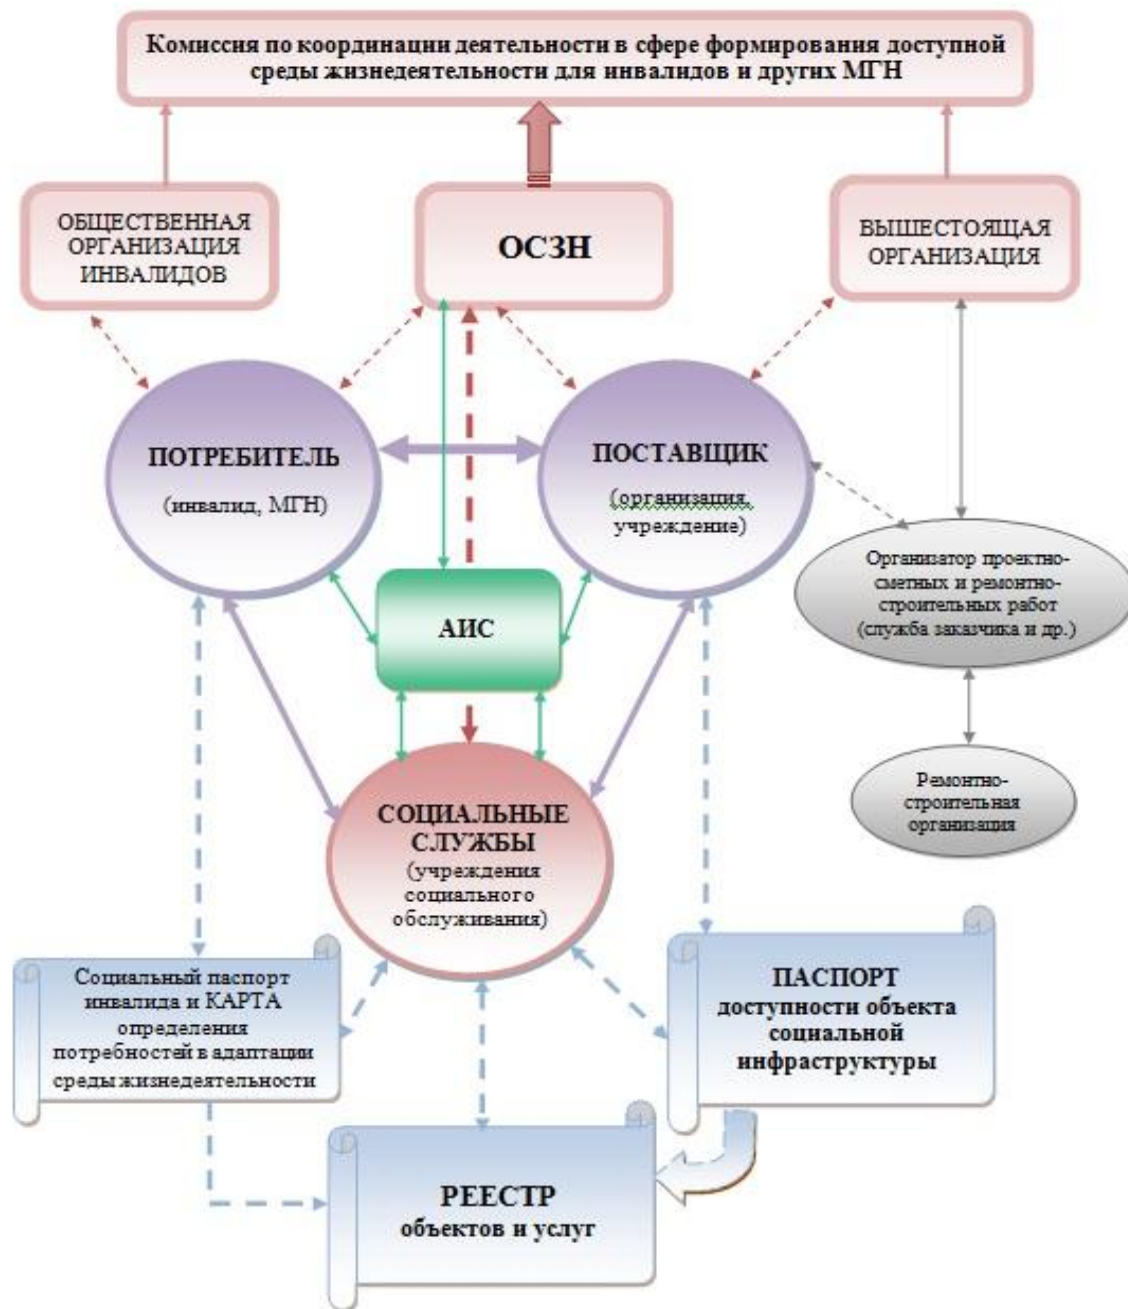 Комиссия по координации деятельности в сфере формирования доступной
среды жизнедеятельности для инвалидов и других МГН
ОБЩЕСТВЕННАЯ
ОРГАНИЗАЦИЯ
ИНВАЛИДОВ
ОСЗН
ВЫШЕСТОЯЩАЯ
ОРГАНИЗАЦИЯ
ПОТРЕБИТЕЛЬ
(инвалид, МГН)
ПОСТАВЩИК
(организация,
учреждение)
Организатор проектно-
сметных и ремонтно-
строительных работ
(служба заказчика и др.)
АИС
Ремонтно-
строительная
организация
СОЦИАЛЬНЫЕ
СЛУЖБЫ
(учреждения
социального
обслуживания)
Социальный паспорт
инвалида и КАРТА
определения
потребностей в адаптации
среды жизнедеятельности
ПАСПОРТ
доступности объекта
социальной
инфраструктуры
РЕЕСТР
объектов и услуг